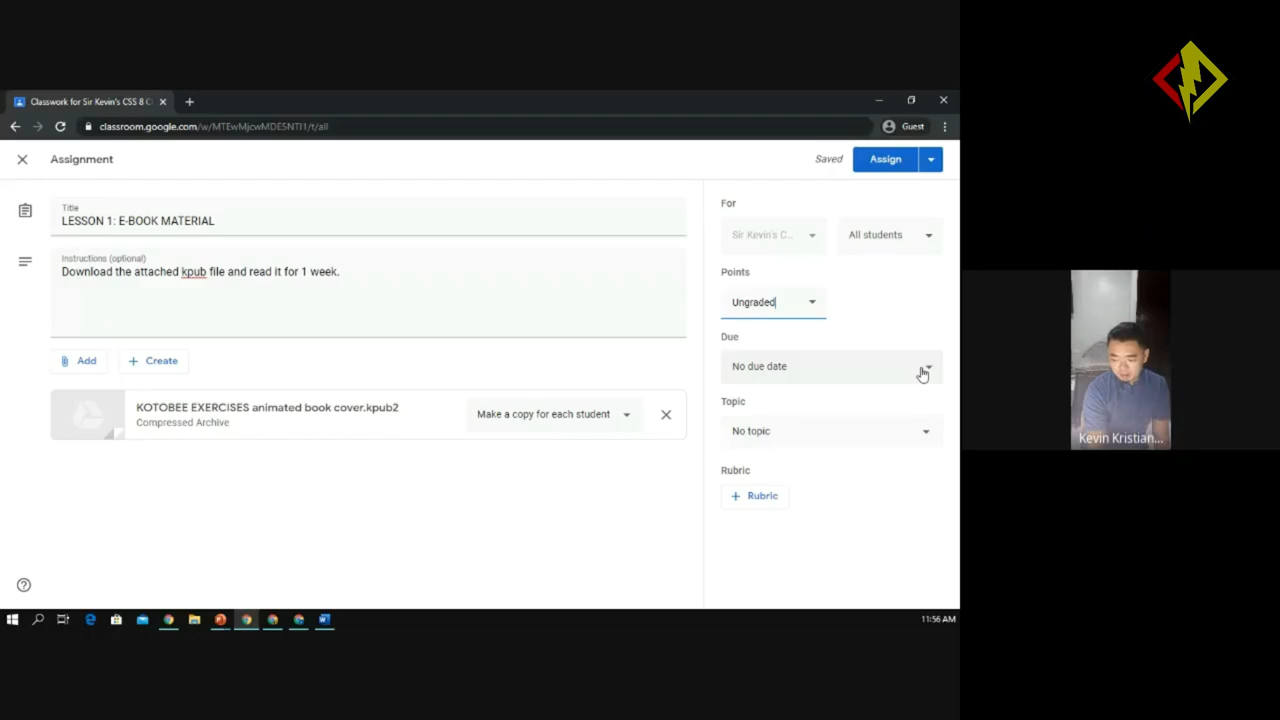 Classwork for Sir Kevin's CSS 8 C
classroom.google.com/w/MTEwMjcwMDE5NTI1/t/all
Guest
Assignment
Saved
Assign
Title
LESSON 1: E-BOOK MATERIAL
Instructions (optional)
Download the attached kpub file and read it for 1 week.
Add
Create
KOTOBEE EXERCISES animated book cover.kpub2
Compressed Archive
Make a copy for each student
For
Sir Kevin's C...
All students
Points
Ungraded
Due
No due date
Topic
No topic
Rubric
Rubric
11:56 AM
Kevin Kristian...